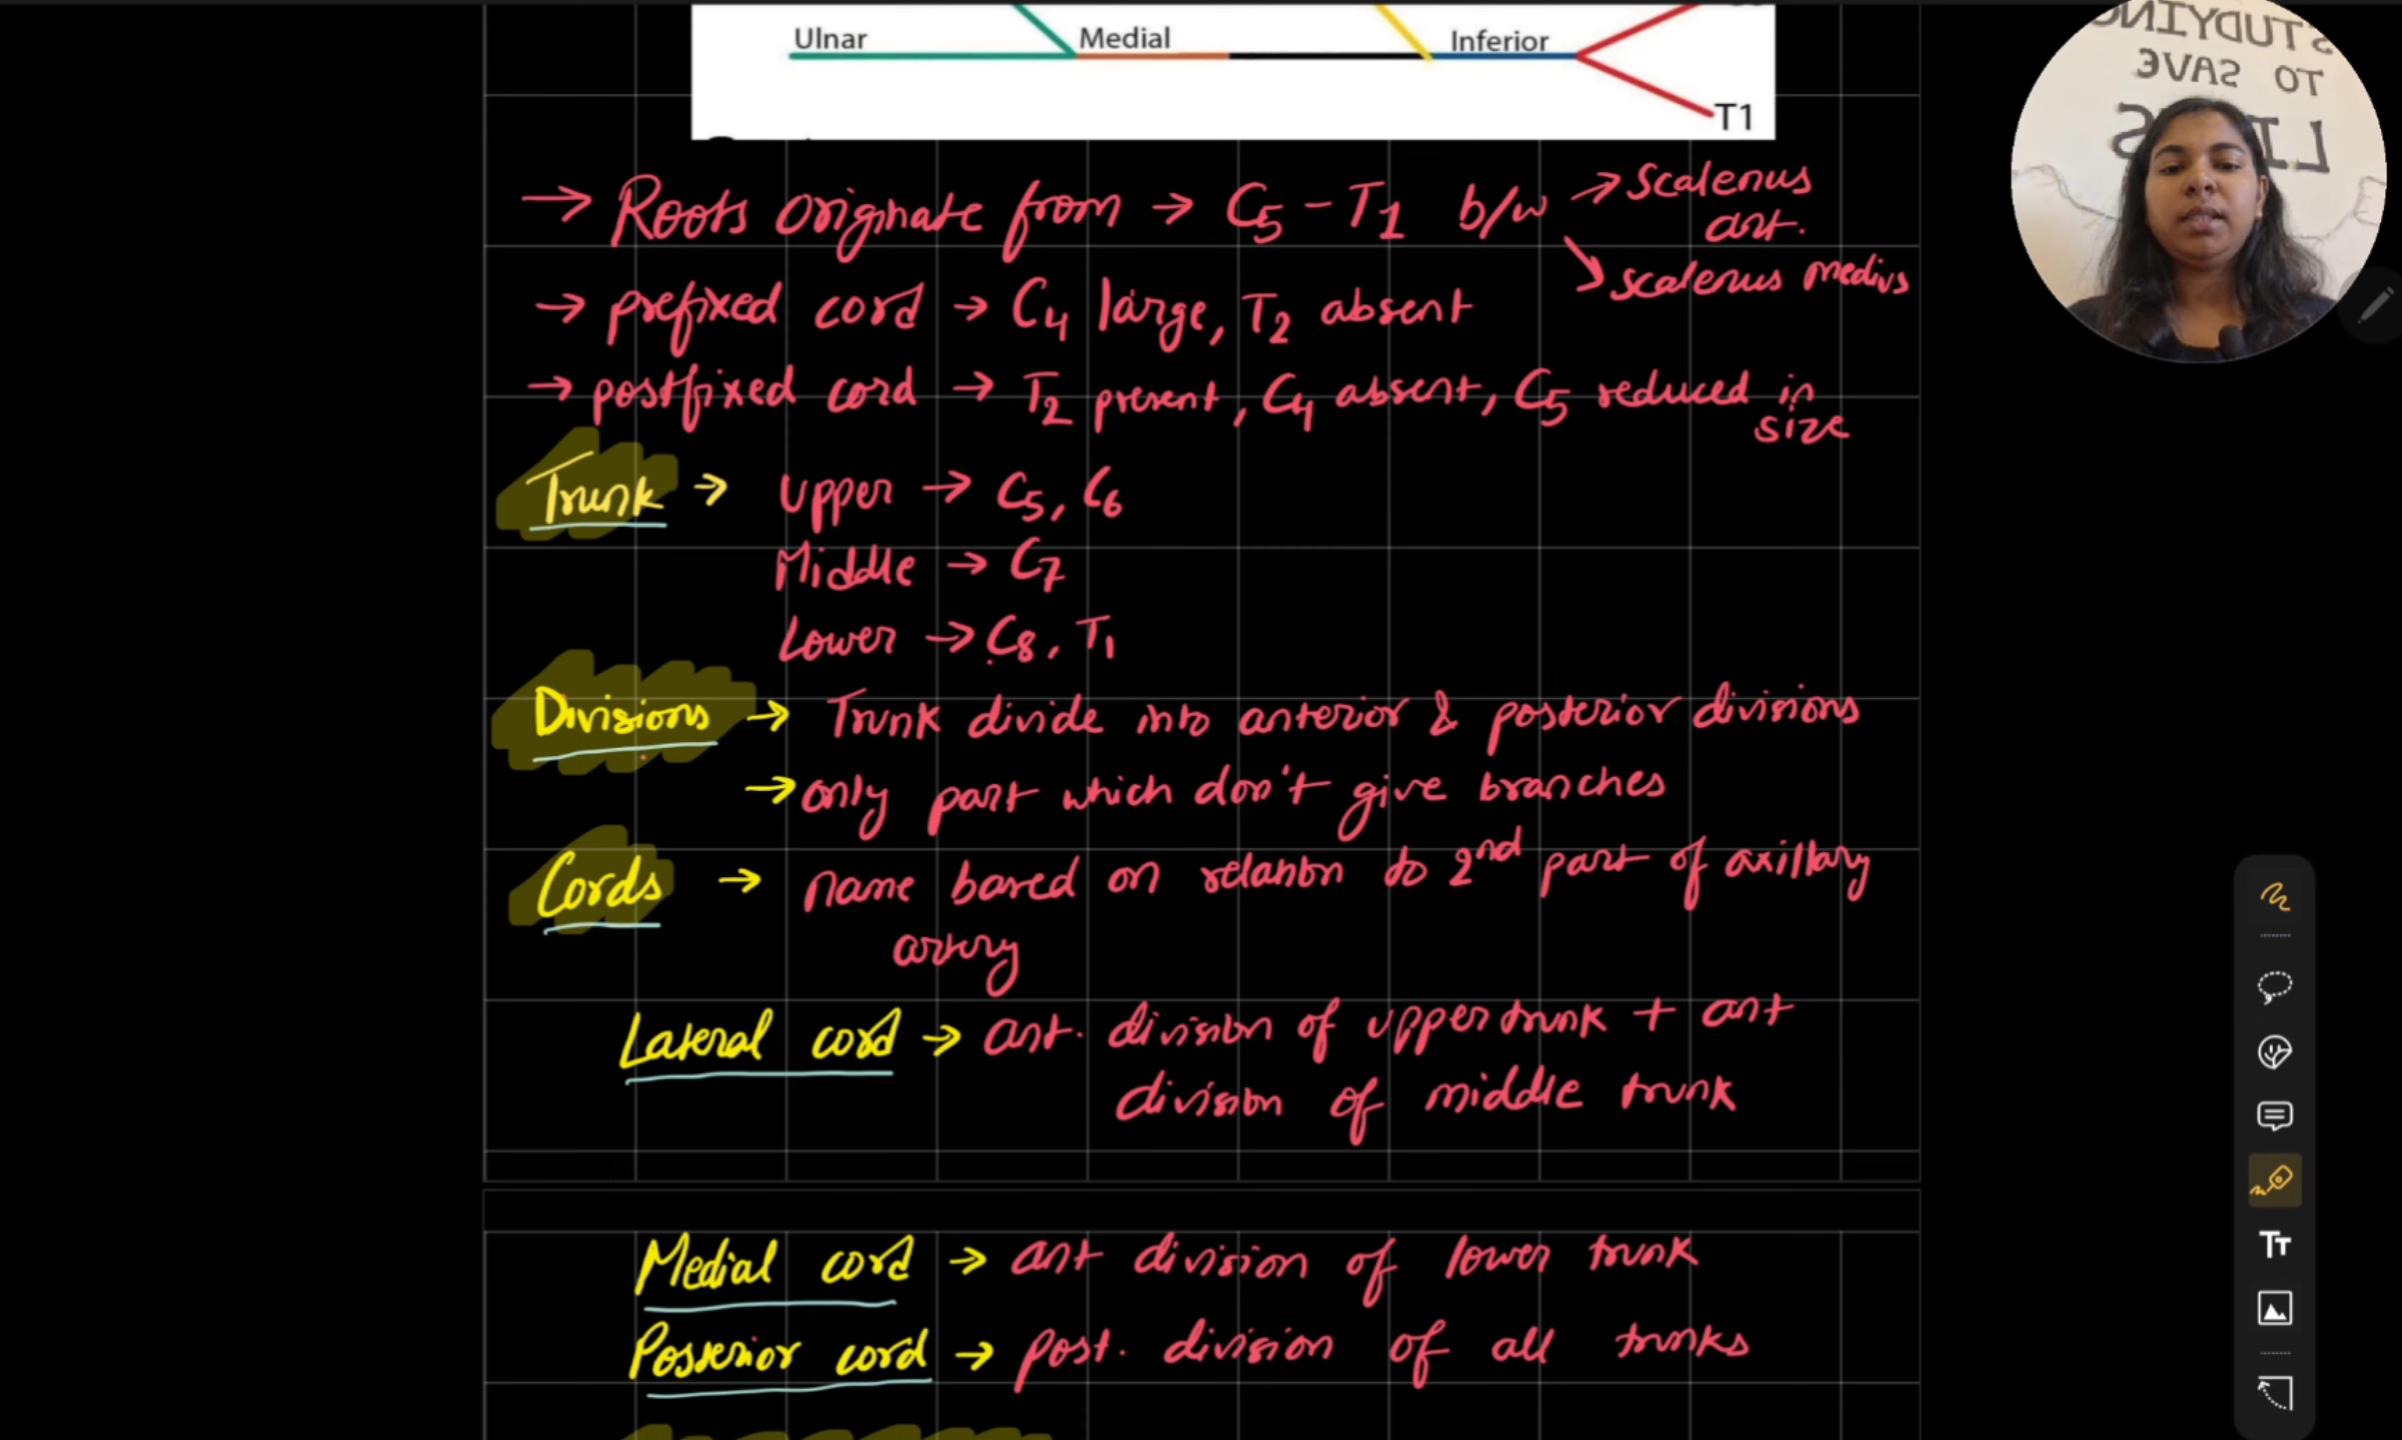 Ulnar Medial Inferior
T1
STUDYING
TO SAVE
→ Roots originate from → C5 - T1 b/w → scalenus ant.
↘ scalenus medius
→ prefixed cord → C4 large, T2 absent
→ postfixed cord → T2 present, C4 absent, C5 reduced in size
Trunk → Upper → C5, C6
Middle → C7
Lower → C8, T1
Divisions → Trunk divide into anterior & posterior divisions
→ only part which don't give branches
Cords → name based on relation to 2nd part of axillary
artery
Lateral cord → ant. division of upper trunk + ant
division of middle trunk
Medial cord → ant division of lower trunk
Posterior cord → post. division of all trunks
Tт